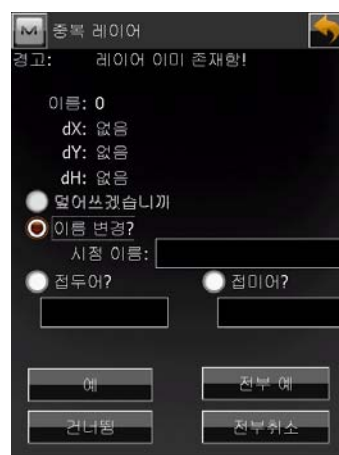 M 중복 레이어
경고: 레이어 이미 존재함!
이름: 0
dX: 없음
dY: 없음
dH: 없음
덮어쓰겠습니까
이름 변경?
시정 이름:
접두어? 접미어?
예 전부 예
건너뜀 전부취소